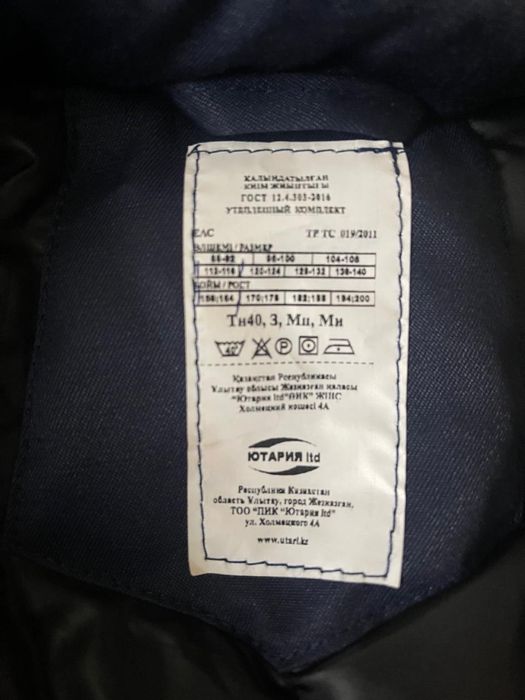 ҚАЛЫҢДАТЫЛҒАН
КИІМ ЖИЫНТЫҒЫ
ГОСТ 12.4.303-2016
УТЕПЛЕННЫЙ КОМПЛЕКТ
EAC ТР ТС 019/2011
ӨЛШЕМІ / РАЗМЕР
88-92 96-100 104-108
112-116 120-124 128-132 136-140
БОЙЫ / РОСТ
158;164 170;176 182;188 194;200
Тн40, З, Мп, Ми
40 P
Қазақстан Республикасы
Ұлытау облысы Жезқазған қаласы
"Ютария ltd" ӨИК" ЖШС
Холмецкий көшесі 4А
ЮТАРИЯ ltd
Республика Казахстан
область Улытау, город Жезказган,
ТОО "ПИК "Ютария ltd"
ул. Холмецкого 4А
www.utari.kz